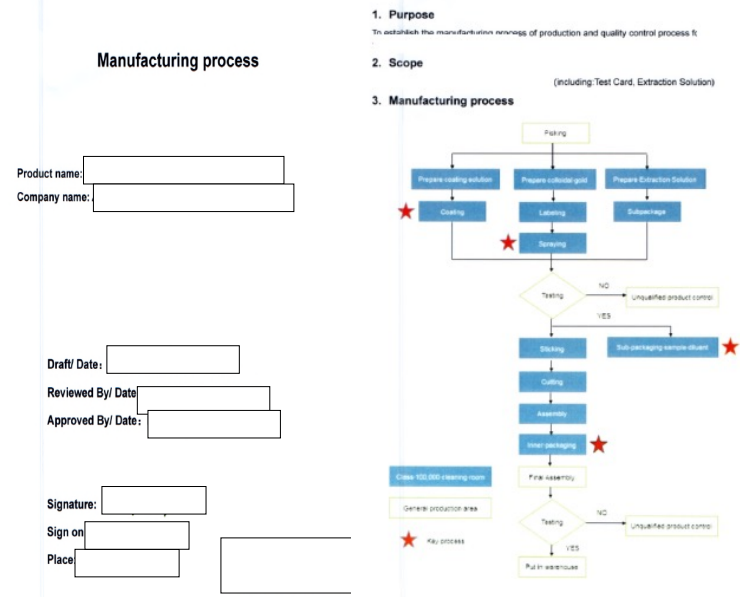 Manufacturing process
Product name:
Company name:
Draft/ Date:
Reviewed By/ Date
Approved By/ Date:
Signature:
Sign on
Place
1. Purpose
To establish the manufacturing process of production and quality control process fc
2. Scope
(including:Test Card, Extraction Solution)
3. Manufacturing process
Picking
Prepare coating solution
Prepare colloidal gold
Prepare Extraction Solution
Coating
Labeling
Subpackage
Spraying
Testing
NO
Unqualified product control
YES
Sticking
Sub-packaging sample diluent
Cutting
Assembly
Inner packaging
Class 100,000 cleaning room
Final Assembly
General production area
Testing
NO
Unqualified product control
Key process
YES
Put in warehouse